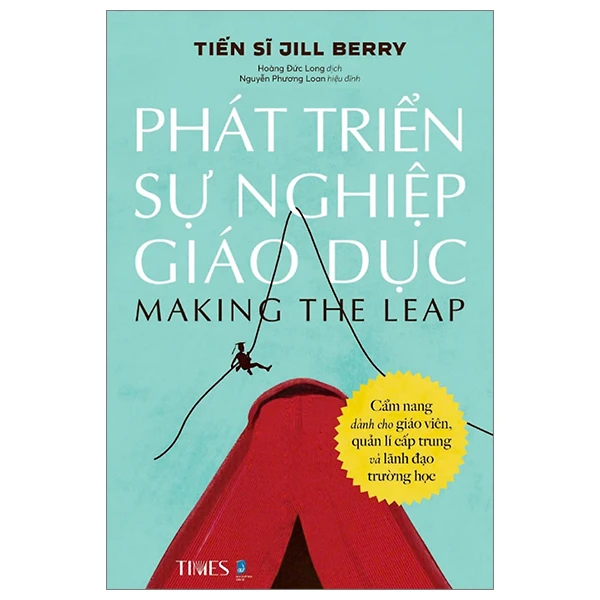 TIẾN SĨ JILL BERRY
Hoàng Đức Long dịch
Nguyễn Phương Loan hiệu đính
PHÁT TRIỂN
SỰ NGHIỆP
GIÁO DỤC
MAKING THE LEAP
Cẩm nang
dành cho giáo viên,
quản lí cấp trung
và lãnh đạo
trường học
TIMES